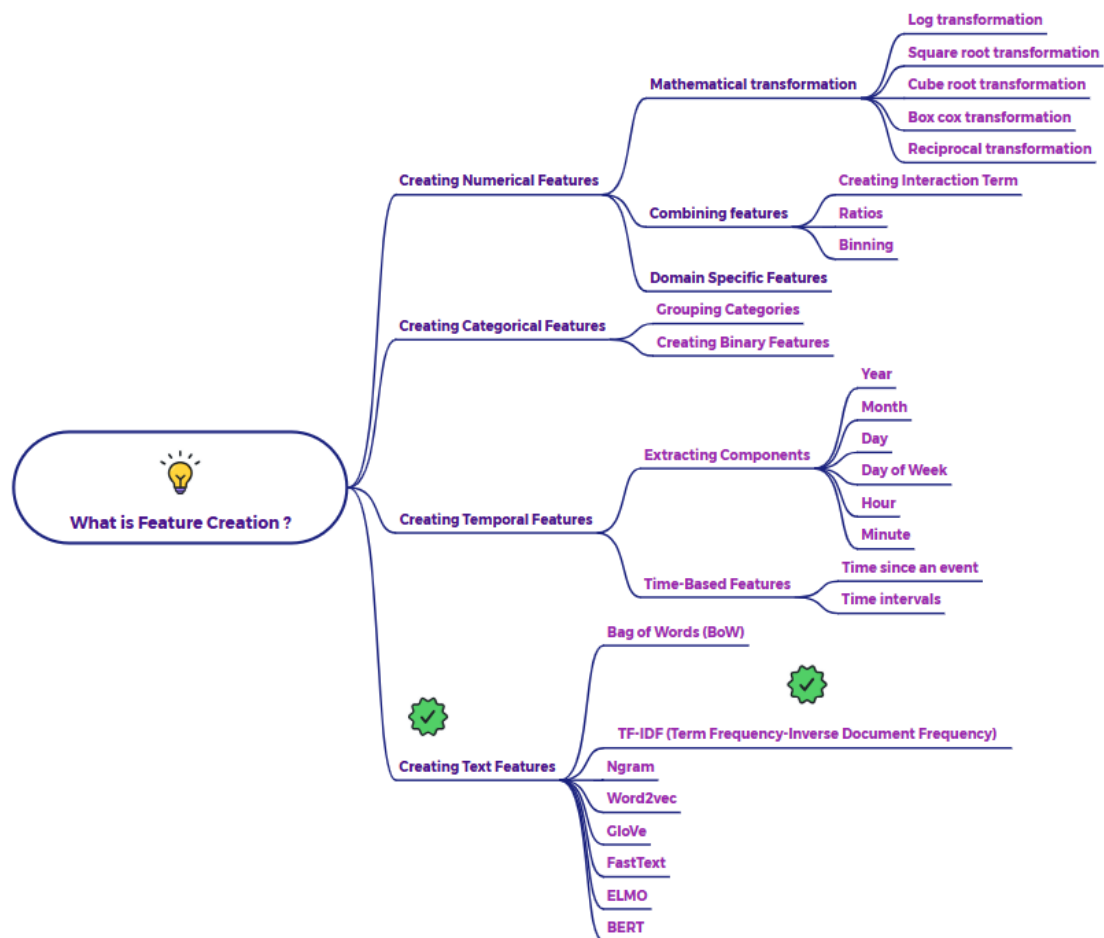 What is Feature Creation ?
Creating Numerical Features
Mathematical transformation
Log transformation
Square root transformation
Cube root transformation
Box cox transformation
Reciprocal transformation
Combining features
Creating Interaction Term
Ratios
Binning
Domain Specific Features
Creating Categorical Features
Grouping Categories
Creating Binary Features
Creating Temporal Features
Extracting Components
Year
Month
Day
Day of Week
Hour
Minute
Time-Based Features
Time since an event
Time intervals
Creating Text Features
Bag of Words (BoW)
TF-IDF (Term Frequency-Inverse Document Frequency)
Ngram
Word2vec
GloVe
FastText
ELMO
BERT